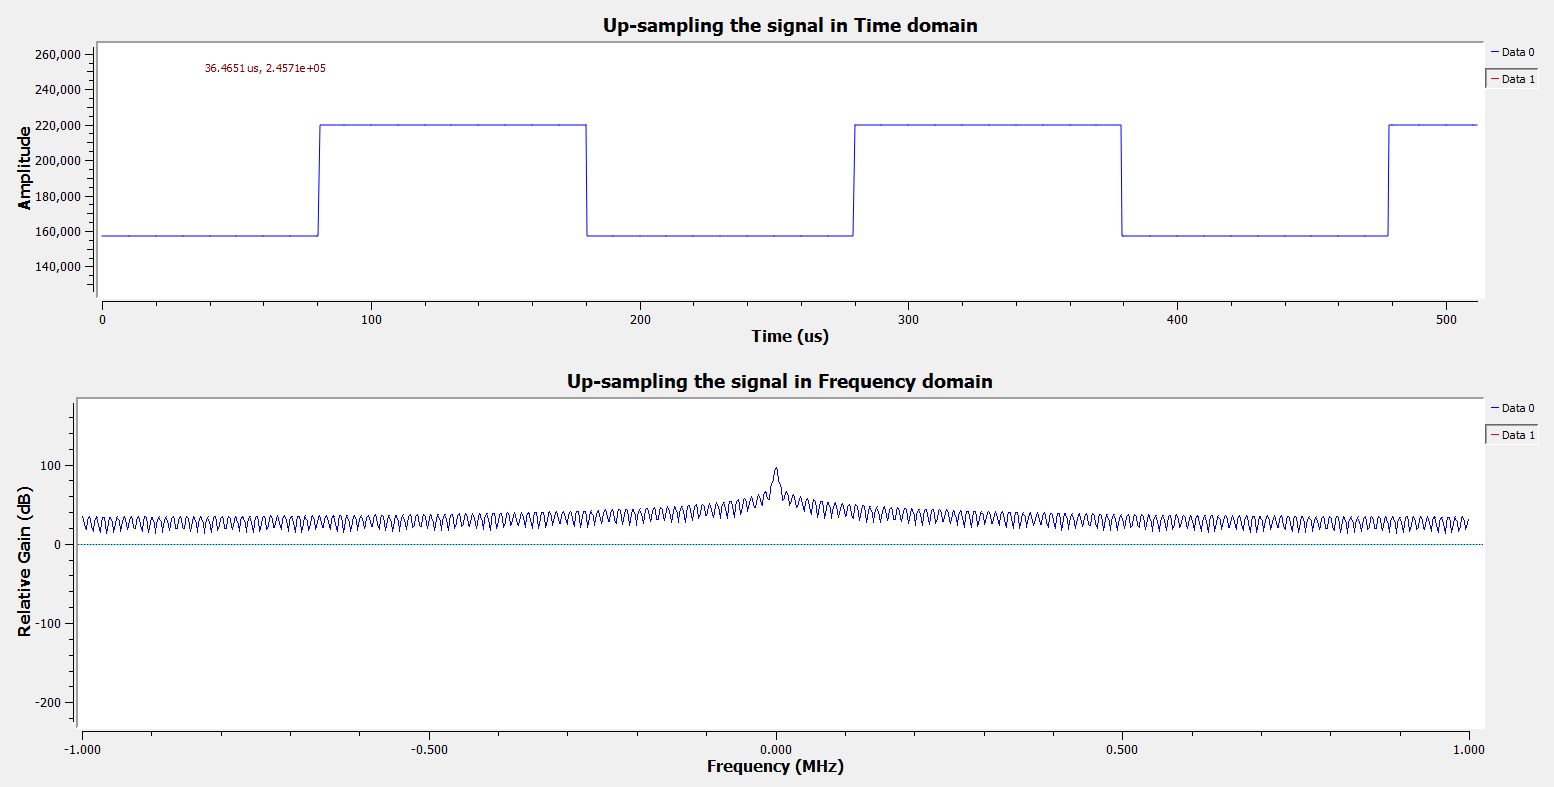 Up-sampling the signal in Time domain
36.4651 us, 2.4571e+05
Data 0
Data 1
260,000
240,000
220,000
200,000
180,000
160,000
140,000
Amplitude
0 100 200 300 400 500
Time (us)
Up-sampling the signal in Frequency domain
Data 0
Data 1
100
0
-100
-200
Relative Gain (dB)
-1.000 -0.500 0.000 0.500 1.000
Frequency (MHz)